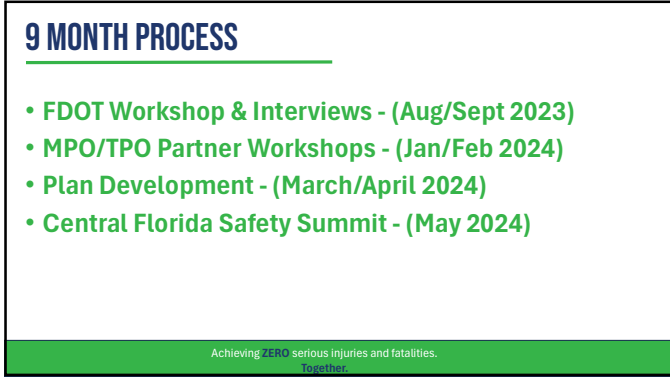 9 MONTH PROCESS
• FDOT Workshop & Interviews - (Aug/Sept 2023)
• MPO/TPO Partner Workshops - (Jan/Feb 2024)
• Plan Development - (March/April 2024)
• Central Florida Safety Summit - (May 2024)
Achieving ZERO serious injuries and fatalities.
Together.